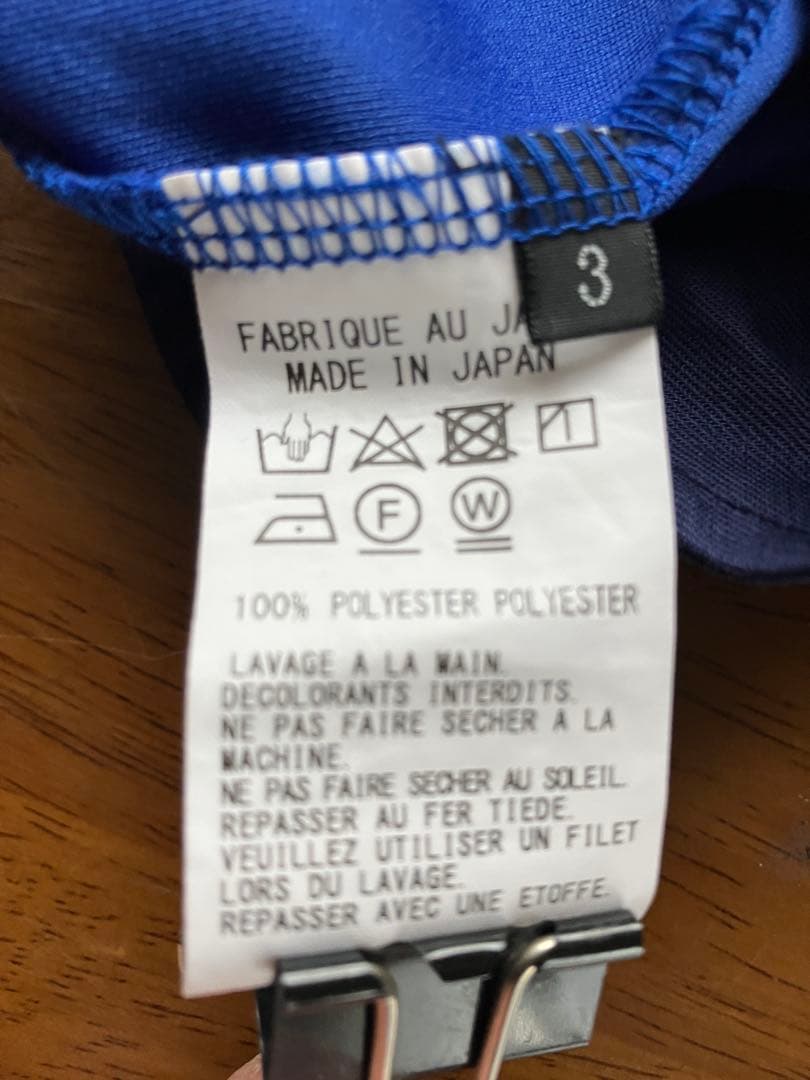 3
FABRIQUE AU JA
MADE IN JAPAN
F
W
100% POLYESTER POLYESTER
LAVAGE A LA MAIN.
DECOLORANTS INTERDITS.
NE PAS FAIRE SECHER A LA
MACHINE.
NE PAS FAIRE SECHER AU SOLEIL.
REPASSER AU FER TIEDE.
VEUILLEZ UTILISER UN FILET
LORS DU LAVAGE.
REPASSER AVEC UNE ETOFFE.